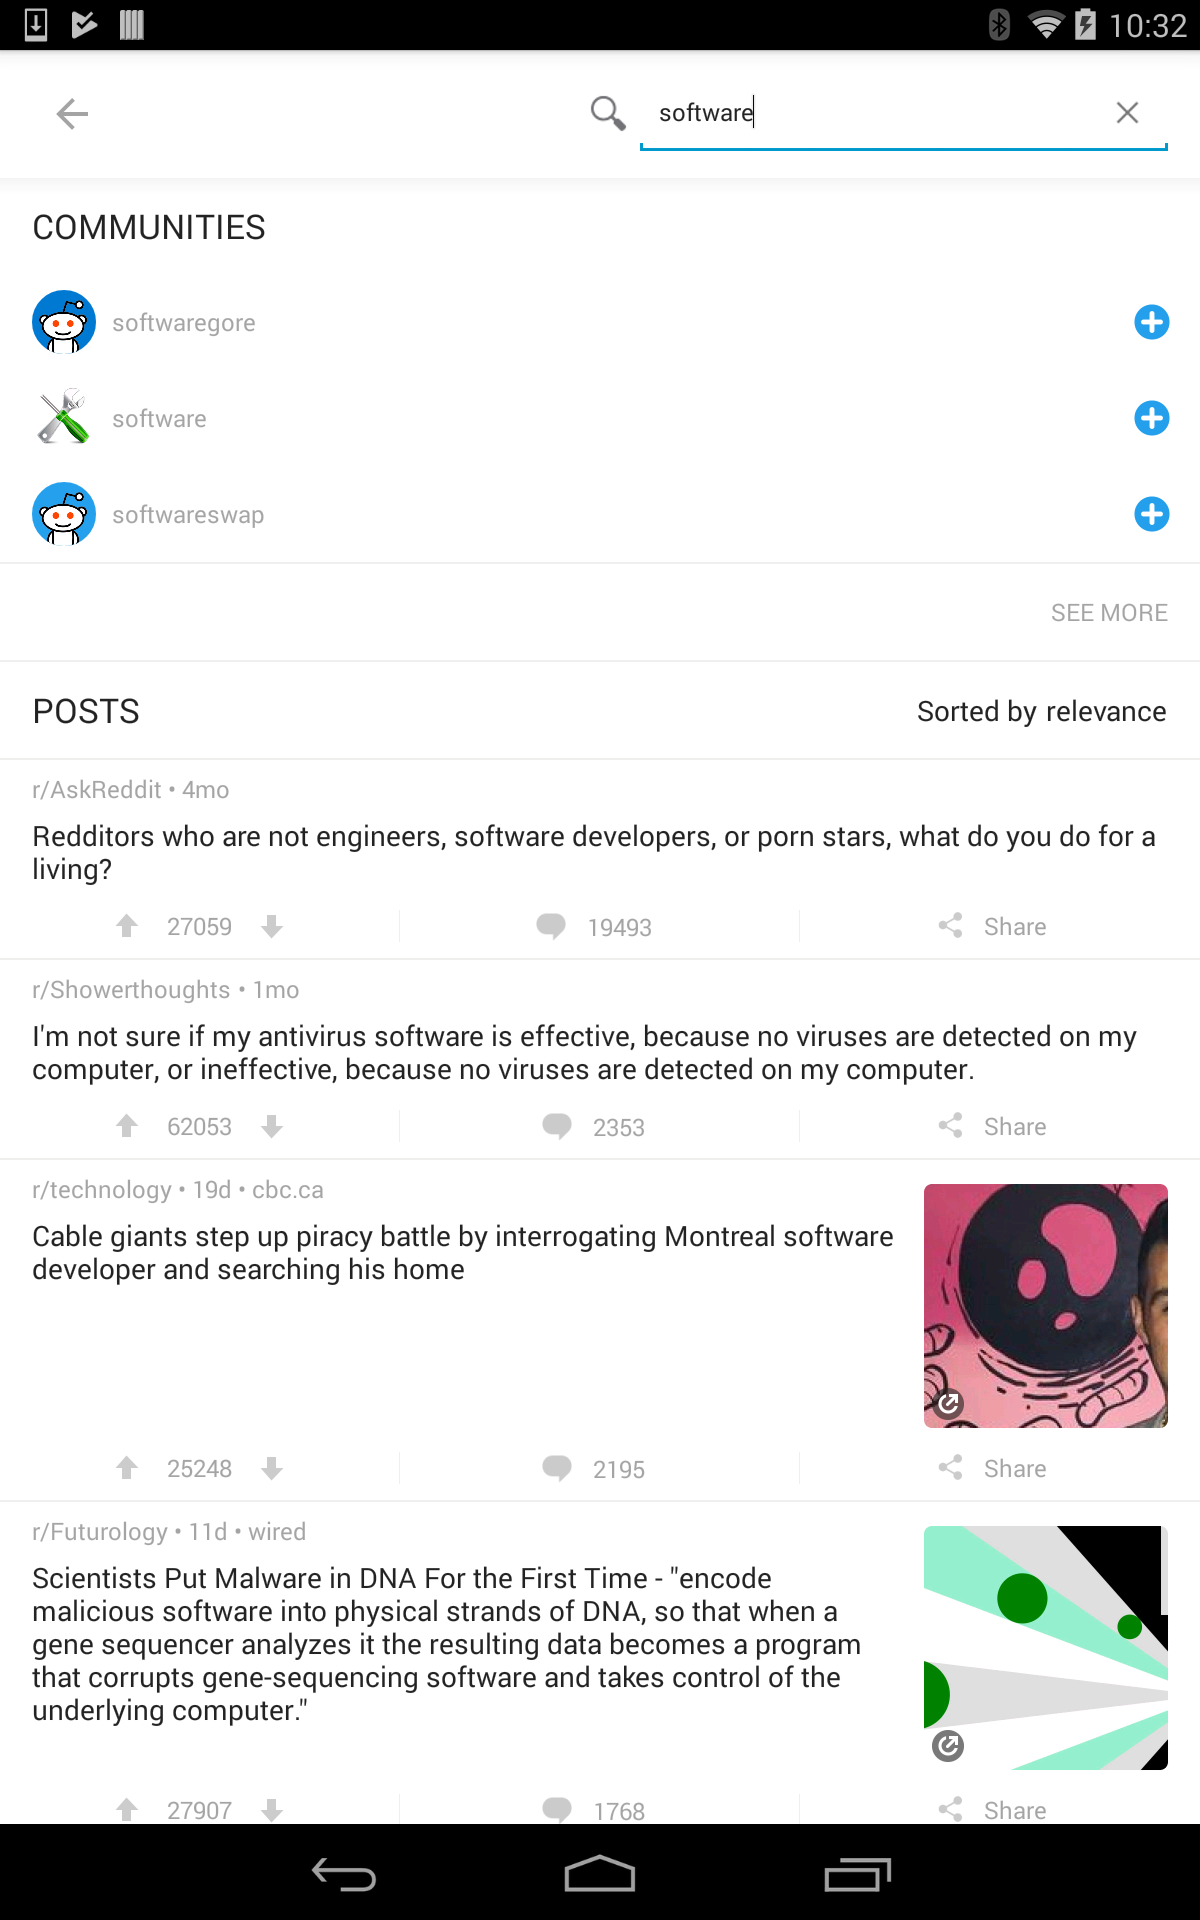 10:32
software
COMMUNITIES
softwaregore
software
softwareswap
SEE MORE
POSTS
Sorted by relevance
r/AskReddit • 4mo
Redditors who are not engineers, software developers, or porn stars, what do you do for a
living?
27059
19493
Share
r/Showerthoughts • 1mo
I'm not sure if my antivirus software is effective, because no viruses are detected on my
computer, or ineffective, because no viruses are detected on my computer.
62053
2353
Share
r/technology • 19d • cbc.ca
Cable giants step up piracy battle by interrogating Montreal software
developer and searching his home
25248
2195
Share
r/Futurology • 11d • wired
Scientists Put Malware in DNA For the First Time - "encode
malicious software into physical strands of DNA, so that when a
gene sequencer analyzes it the resulting data becomes a program
that corrupts gene-sequencing software and takes control of the
underlying computer."
27907
1768
Share